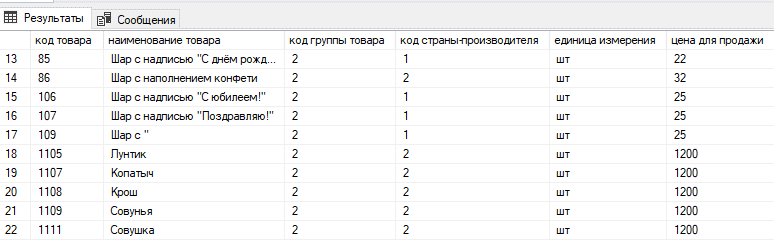 Результаты Сообщения
код товара наименование товара код группы товара код страны-производителя единица измерения цена для продажи
13 85 Шар с надписью "С днём рожд... 2 1 шт 22
14 86 Шар с наполнением конфети 2 2 шт 32
15 106 Шар с надписью "С юбилеем!" 2 1 шт 25
16 107 Шар с надписью "Поздравляю!" 2 1 шт 25
17 109 Шар с " 2 1 шт 25
18 1105 Лунтик 2 2 шт 1200
19 1107 Копатыч 2 2 шт 1200
20 1108 Крош 2 2 шт 1200
21 1109 Совунья 2 2 шт 1200
22 1111 Совушка 2 2 шт 1200